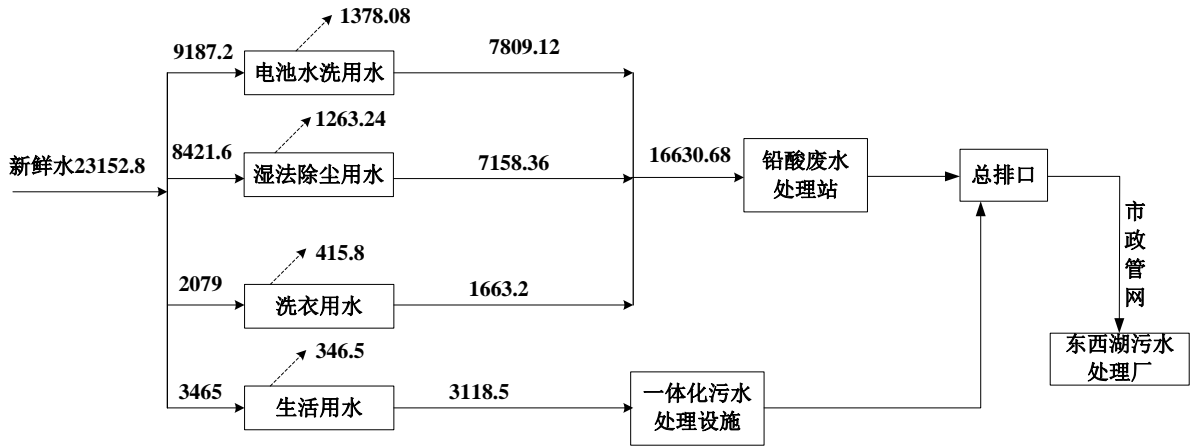 1378.08
9187.2
7809.12
电池水洗用水
1263.24
新鲜水23152.8
8421.6
7158.36
16630.68
湿法除尘用水
铅酸废水
处理站
总排口
市
政
管
网
415.8
2079
1663.2
洗衣用水
346.5
东西湖污水
处理厂
3465
3118.5
生活用水
一体化污水
处理设施